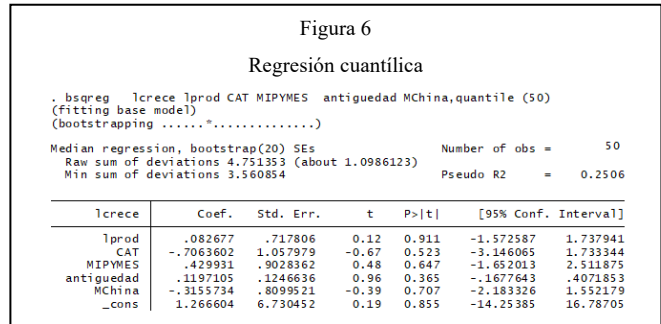 Figura 6
Regresión cuantílica
. bsqreg lcrece lprod CAT MIPYMES antiguedad MChina,quantile (50)
(fitting base model)
(bootstrapping ......*..............)
Median regression, bootstrap(20) SEs Number of obs = 50
Raw sum of deviations 4.751353 (about 1.0986123)
Min sum of deviations 3.560854 Pseudo R2 = 0.2506
lcrece Coef. Std. Err. t P>|t| [95% Conf. Interval]
lprod .082677 .717806 0.12 0.911 -1.572587 1.737941
CAT -.7063602 1.057979 -0.67 0.523 -3.146065 1.733344
MIPYMES .429931 .9028362 0.48 0.647 -1.652013 2.511875
antiguedad .1197105 .1246636 0.96 0.365 -.1677643 .4071853
MChina -.3155734 .8099521 -0.39 0.707 -2.183326 1.552179
_cons 1.266604 6.730452 0.19 0.855 -14.25385 16.78705